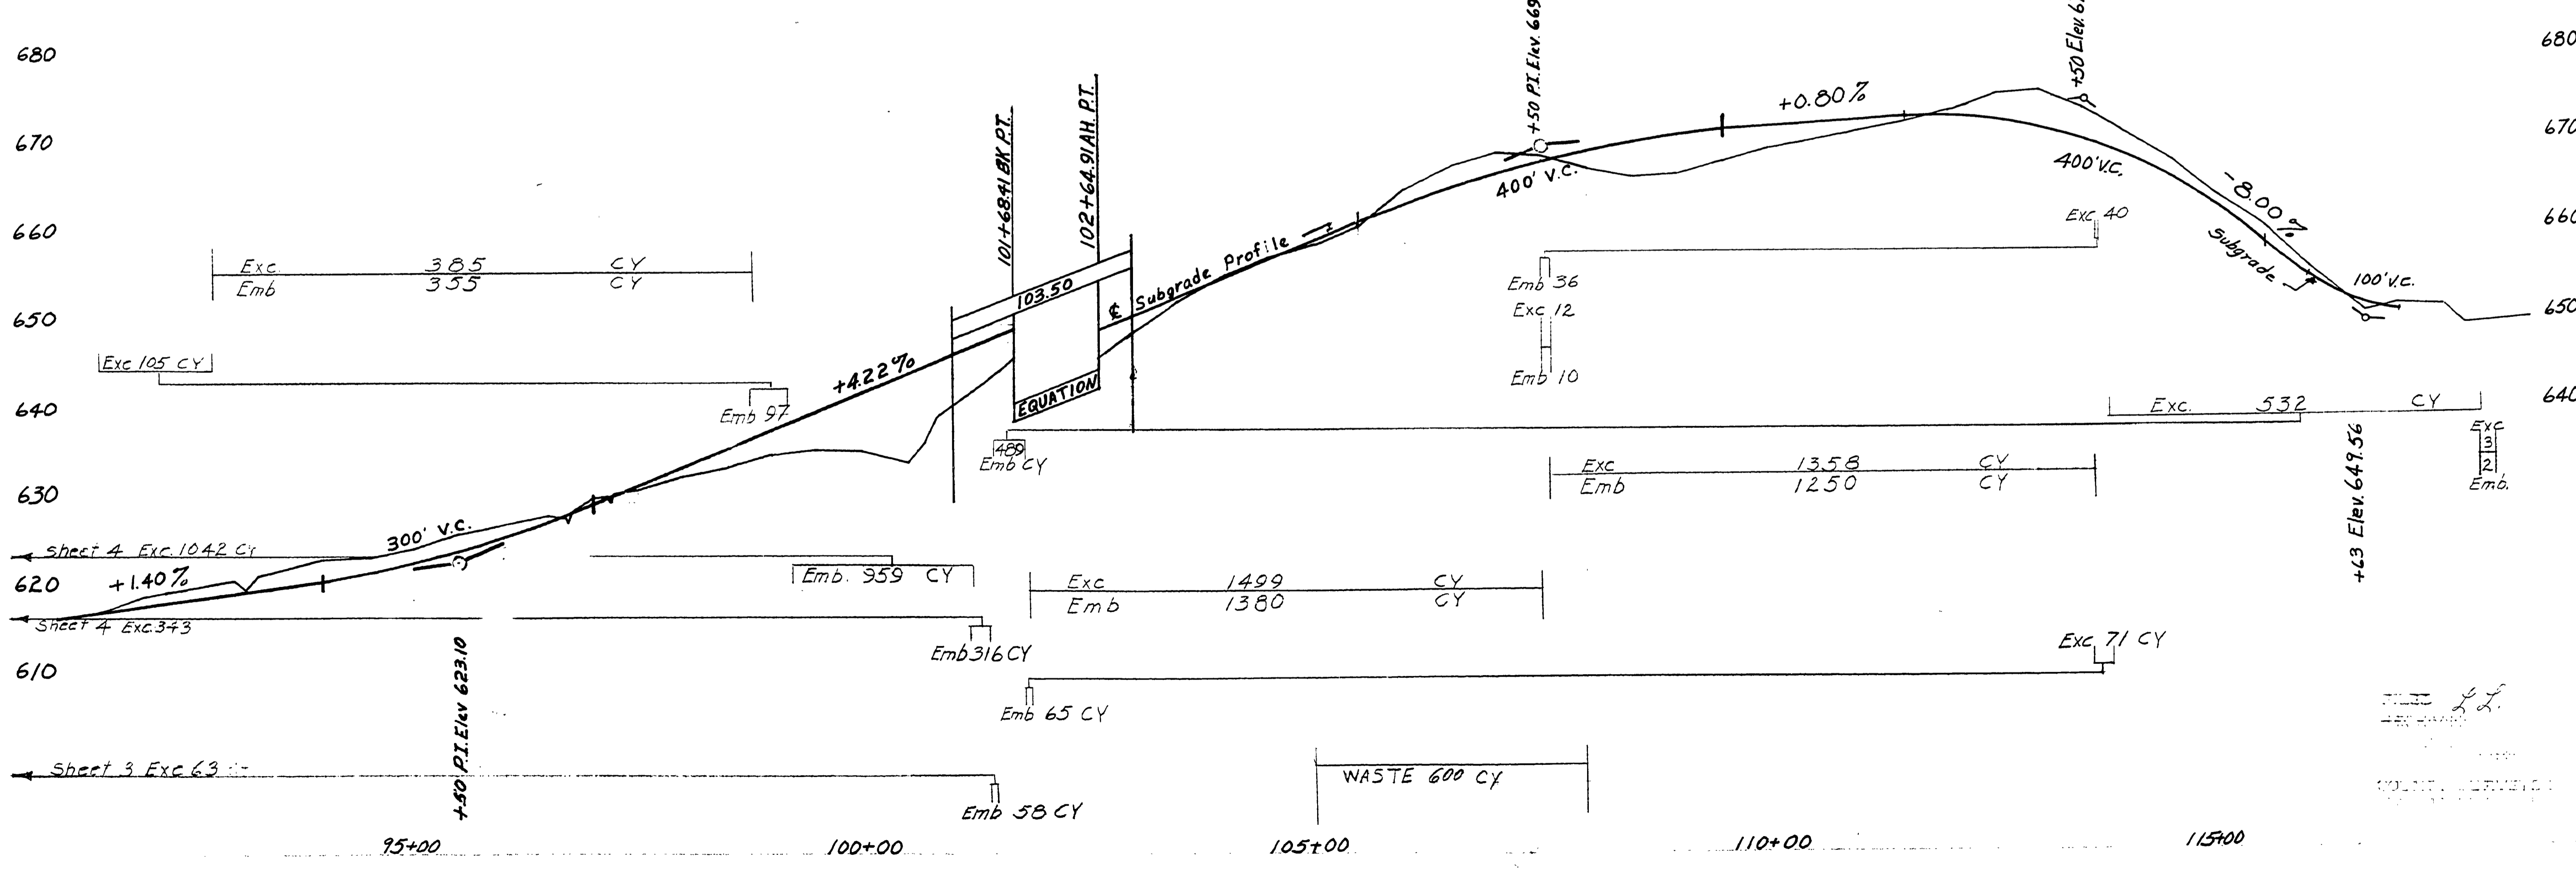 680
670
660
650
640
630
620
610
680
670
660
650
640
+50 P.I. Elev. 669
+50 Elev. 6
+0.80%
101+68.41 BK P.T.
102+64.91 AH. P.T.
400' V.C.
400' V.C.
-8.00%
Subgrade
100' V.C.
Exc 385 CY
Emb 355 CY
103.50
℄ Subgrade Profile
Exc 40
Emb 36
Exc 12
Emb 10
Exc 105 CY
Emb 97
+4.22%
EQUATION
489
Emb CY
Exc. 532 CY
Exc
3
2
Emb.
Exc 1358 CY
Emb 1250 CY
+63 Elev. 649.56
300' V.C.
Sheet 4 Exc. 1042 CY
+1.40%
Emb. 959 CY
Exc 1499 CY
Emb 1380 CY
Sheet 4 Exc. 343
Emb 316 CY
Exc 71 CY
+50 P.I. Elev 623.10
Emb 65 CY
Sheet 3 Exc 63
Emb 58 CY
WASTE 600 CY
95+00 100+00 105+00 110+00 115+00